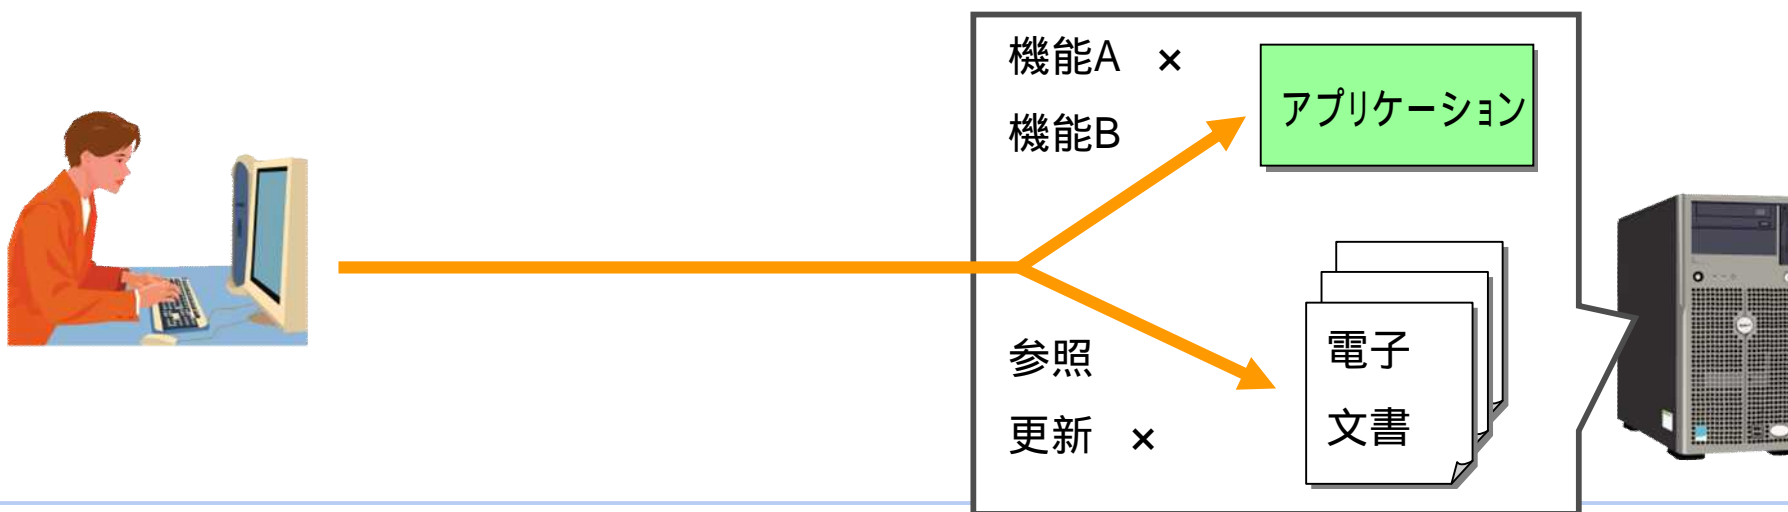 機能A ×
機能B
アプリケーション
参照
更新 ×
電子
文書